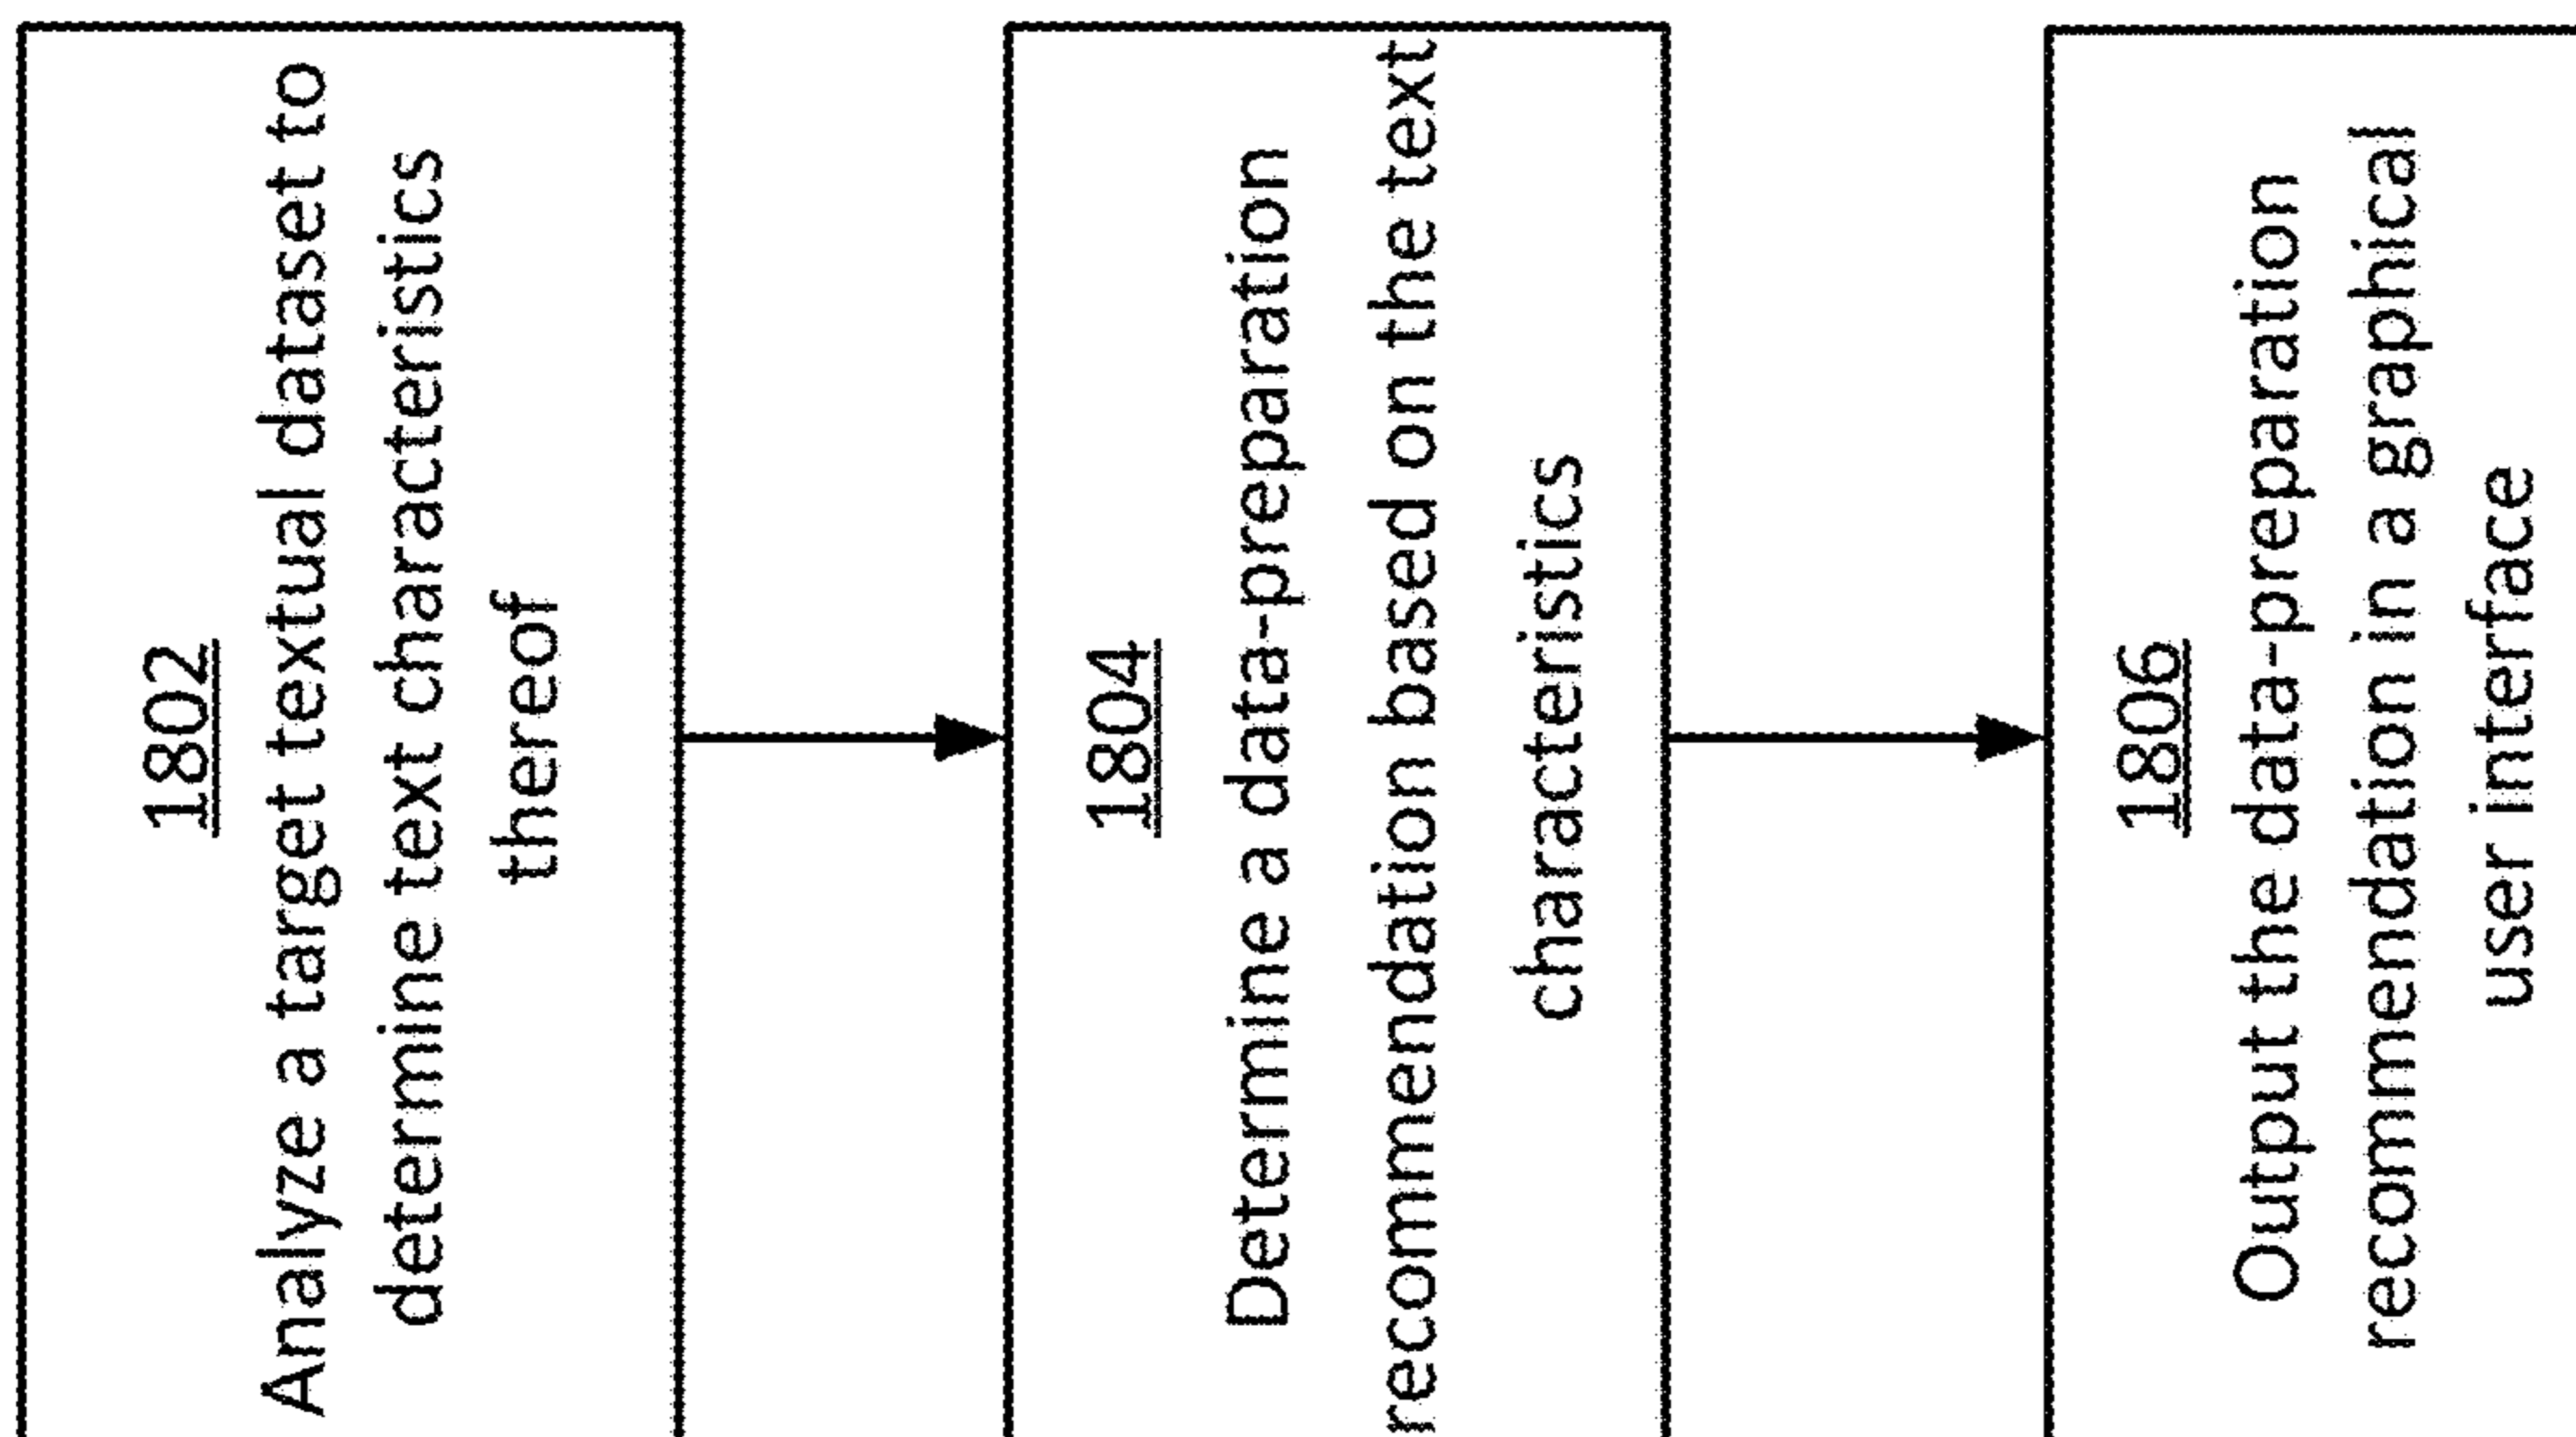 1802
Analyze a target textual dataset to
determine text characteristics
thereof
1804
Determine a data-preparation
recommendation based on the text
characteristics
1806
Output the data-preparation
recommendation in a graphical
user interface